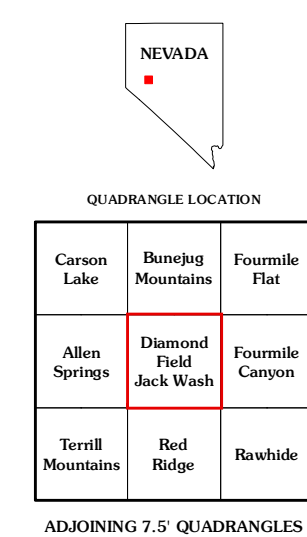 NEVADA
QUADRANGLE LOCATION
Carson
Lake
Bunejug
Mountains
Fourmile
Flat
Allen
Springs
Diamond
Field
Jack Wash
Fourmile
Canyon
Terrill
Mountains
Red
Ridge
Rawhide
ADJOINING 7.5' QUADRANGLES